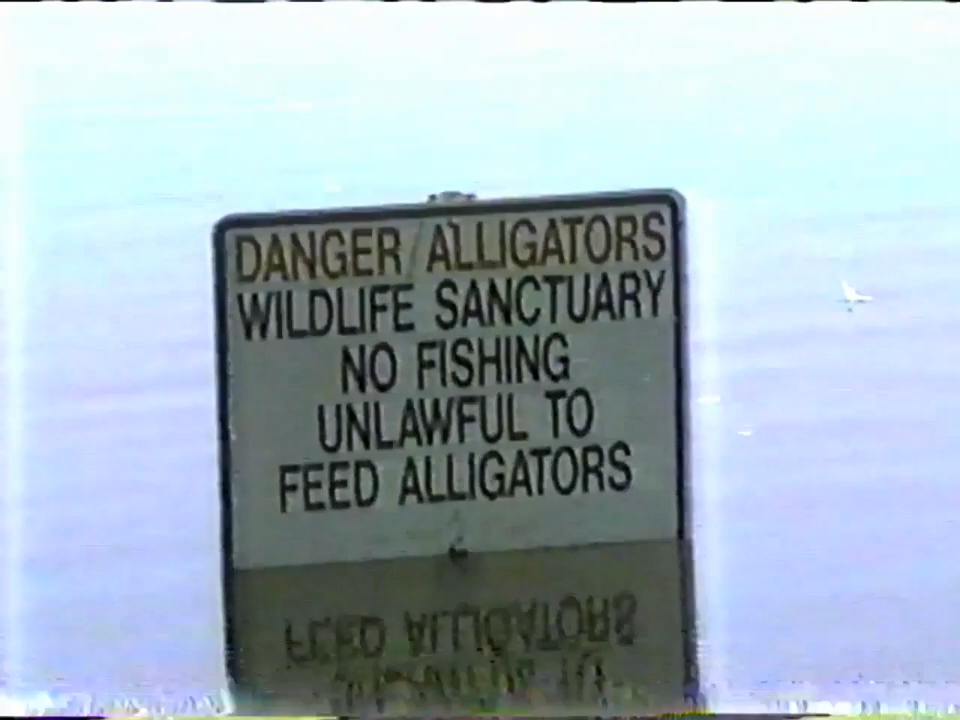 DANGER/ALLIGATORS
WILDLIFE SANCTUARY
NO FISHING
UNLAWFUL TO
FEED ALLIGATORS